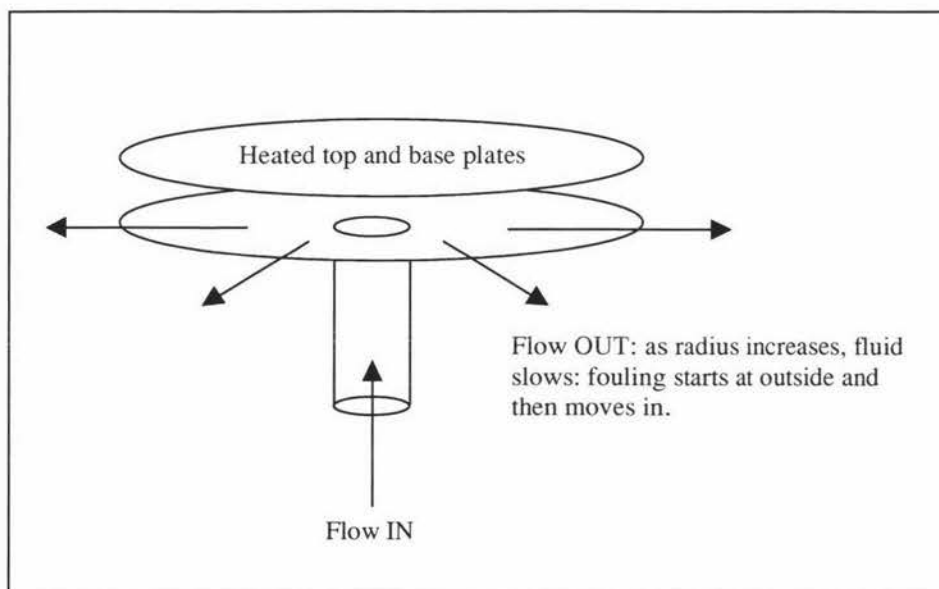 Heated top and base plates
Flow OUT: as radius increases, fluid
slows: fouling starts at outside and
then moves in.
Flow IN